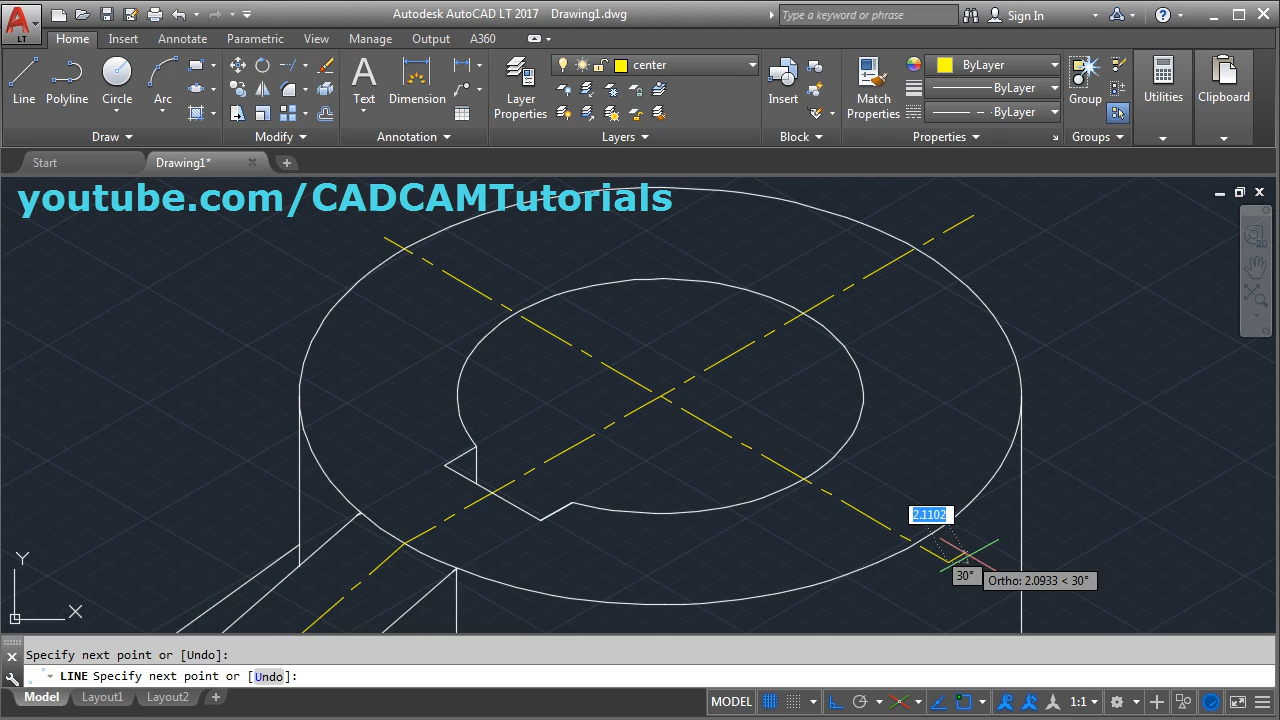 Autodesk AutoCAD LT 2017 Drawing1.dwg
Type a keyword or phrase
Sign In
LT
Home Insert Annotate Parametric View Manage Output A360
Line Polyline Circle Arc
Text Dimension
Layer Properties
center
Insert
Match Properties
ByLayer
ByLayer
ByLayer
Group
Utilities
Clipboard
Draw Modify Annotation Layers Block Properties Groups
Start Drawing1*
youtube.com/CADCAMTutorials
2D
2.1102
30°
Ortho: 2.0933 < 30°
Y
X
Specify next point or [Undo]:
LINE Specify next point or [Undo]:
Model Layout1 Layout2
MODEL
1:1